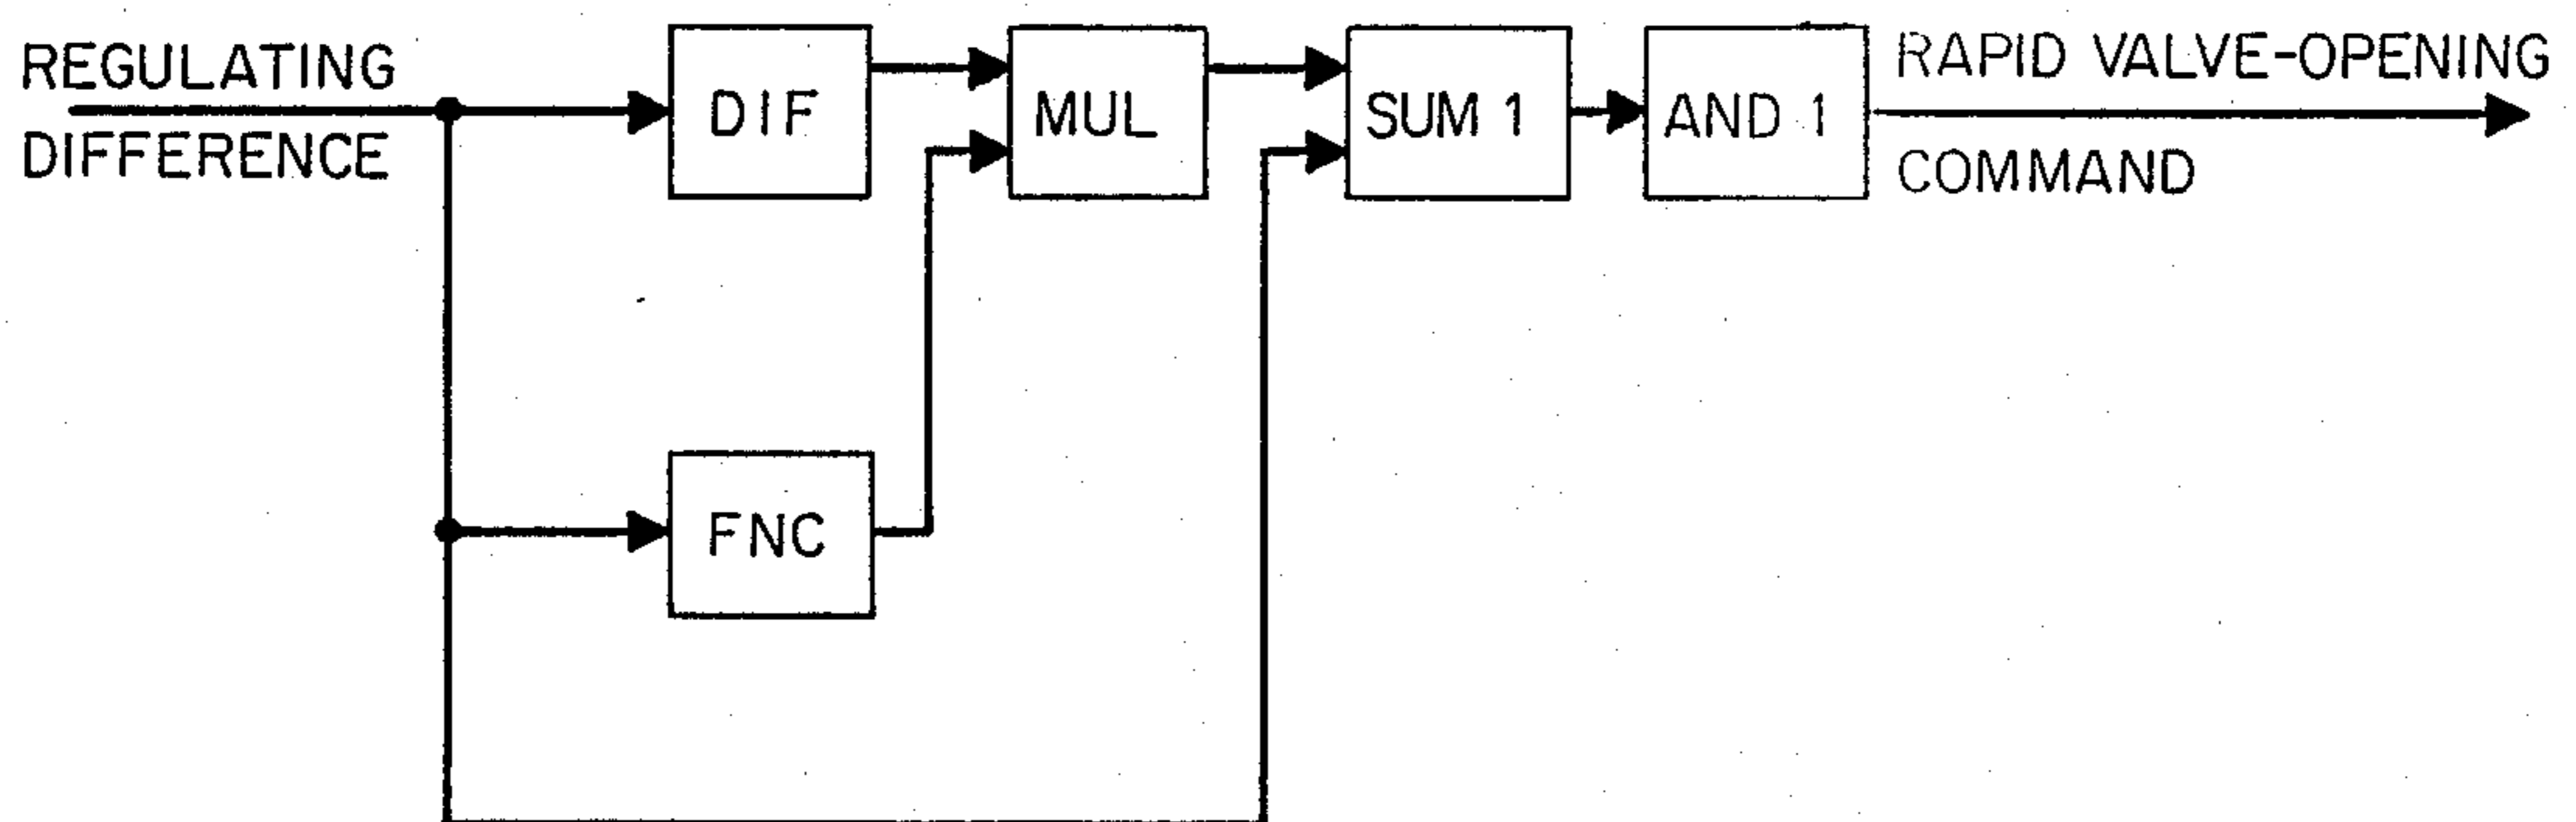 REGULATING
DIFFERENCE
DIF
MUL
SUM 1
AND 1
RAPID VALVE-OPENING
COMMAND
FNC